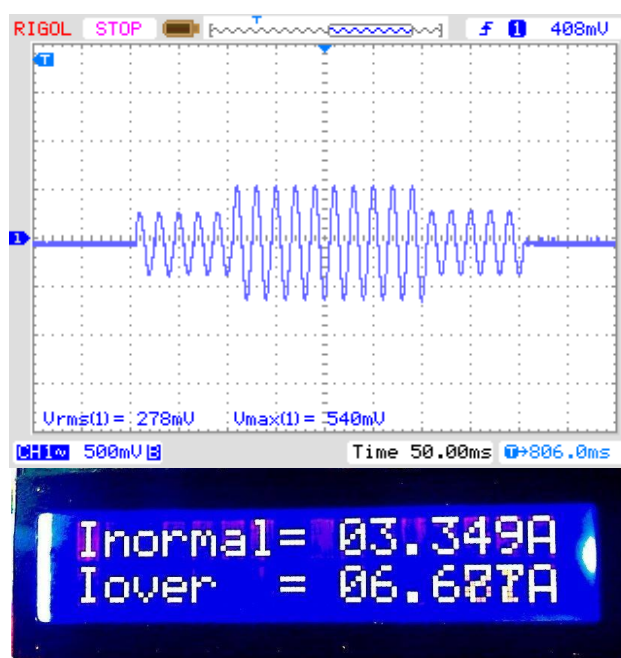 RIGOL STOP T f 1 408mV
T
1
Vrms(1)= 278mV Vmax(1)= 540mV
CH1~ 500mV B Time 50.00ms T→806.0ms
Inormal= 03.349A
Iover =